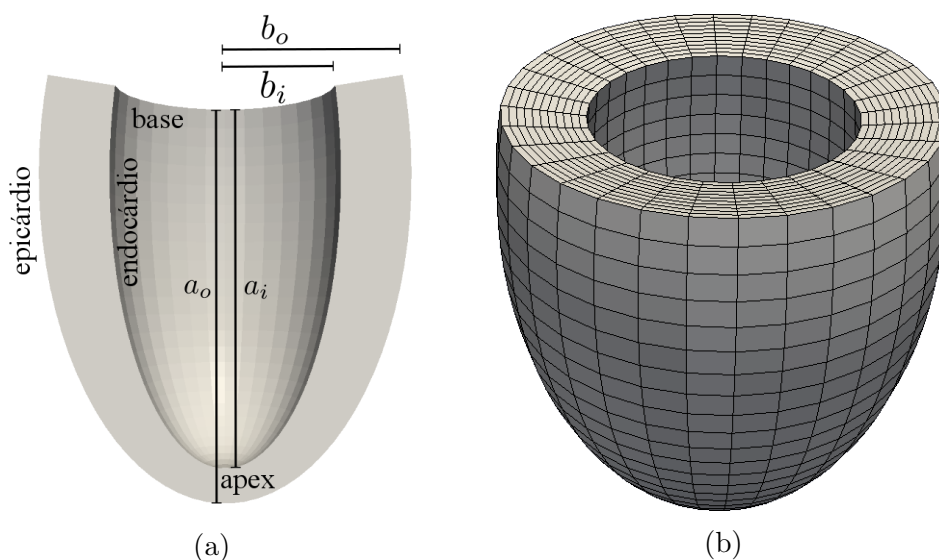 b_o
b_i
base
epicárdio
endocárdio
a_o
a_i
apex
(a)
(b)